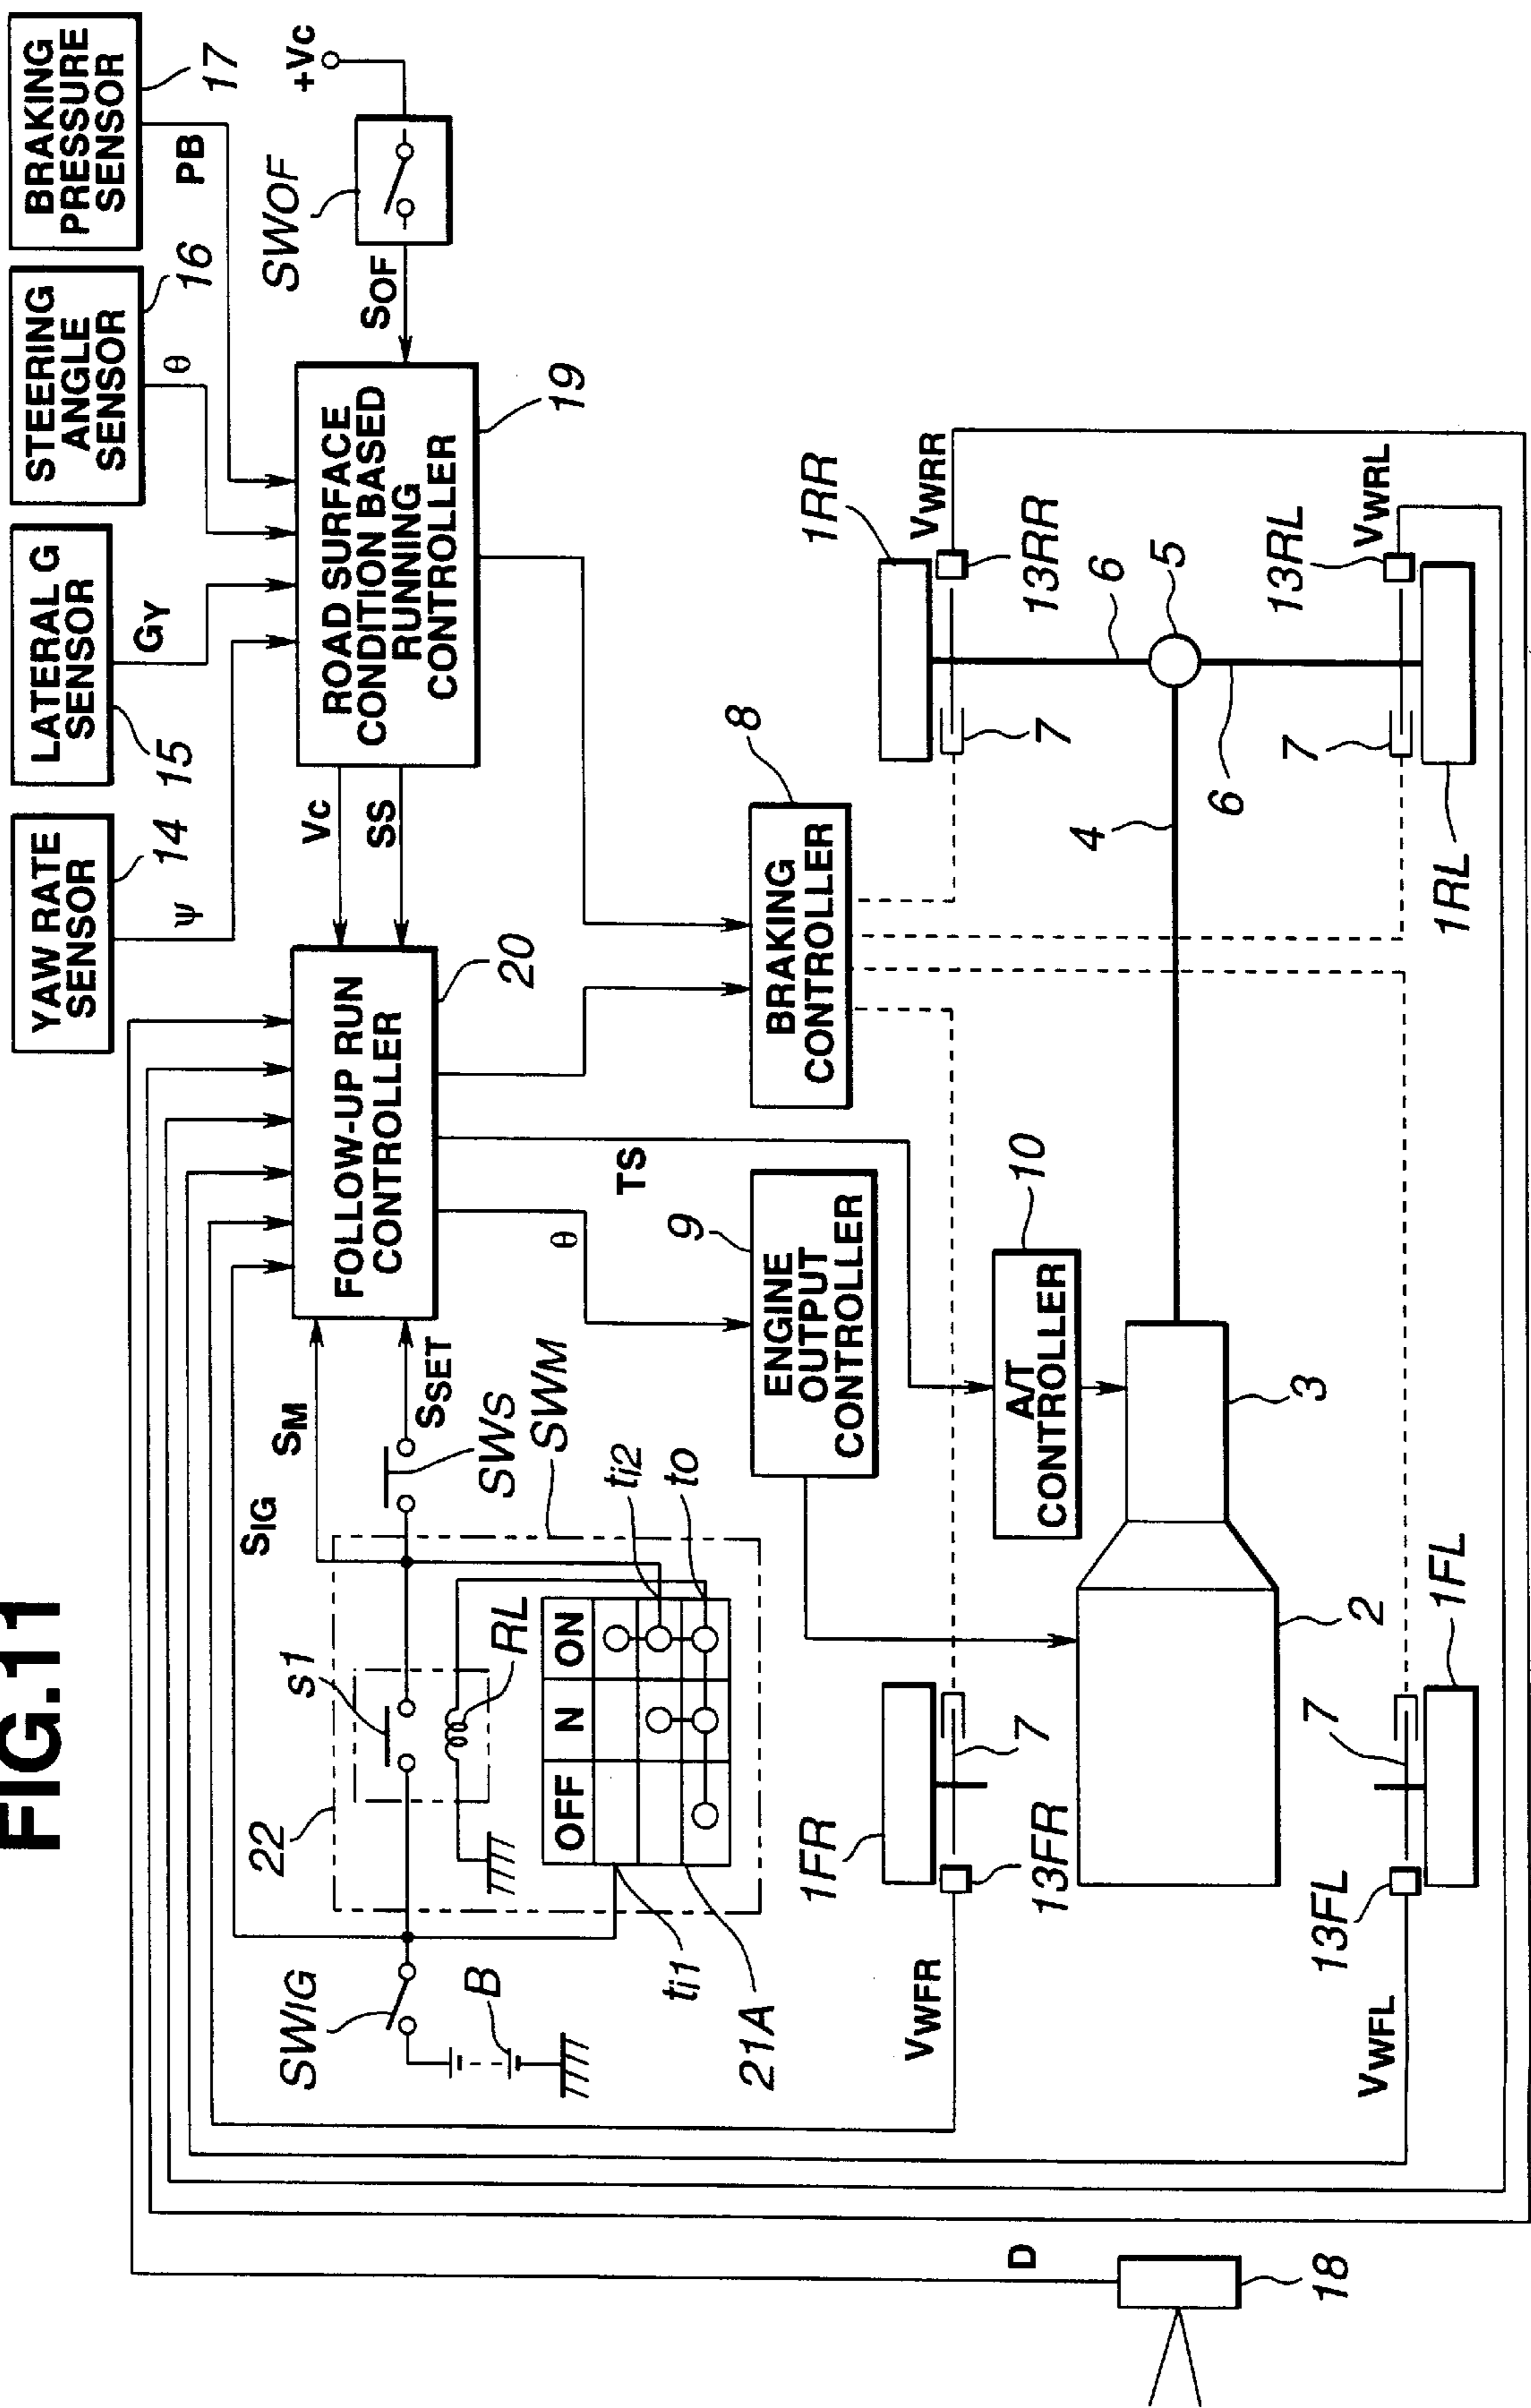 FIG.11
YAW RATE
SENSOR
14
ψ
LATERAL G
SENSOR
15
GY
STEERING
ANGLE
SENSOR
16
θ
BRAKING
PRESSURE
SENSOR
17
PB
+Vc
SWOF
SOF
ROAD SURFACE
CONDITION BASED
RUNNING
CONTROLLER
19
Vc
SS
FOLLOW-UP RUN
CONTROLLER
20
SIG
SM
SSET
SWS
SWM
22
s1
RL
OFF
N
ON
ti1
ti2
to
21A
SWIG
B
θ
TS
9
ENGINE
OUTPUT
CONTROLLER
8
BRAKING
CONTROLLER
10
A/T
CONTROLLER
1FR
7
13FR
VWFR
1FL
7
13FL
VWFL
2
3
4
5
6
6
1RR
7
13RR
VWRR
1RL
7
13RL
VWRL
D
18